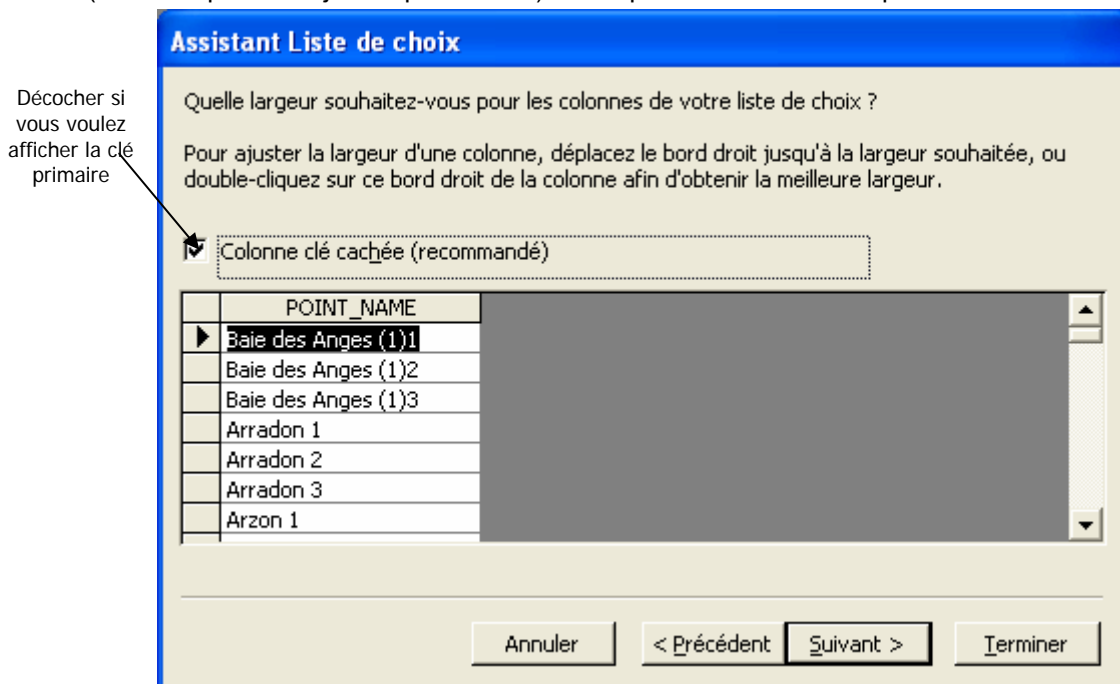 Assistant Liste de choix
Décocher si
vous voulez
afficher la clé
primaire
Quelle largeur souhaitez-vous pour les colonnes de votre liste de choix ?
Pour ajuster la largeur d'une colonne, déplacez le bord droit jusqu'à la largeur souhaitée, ou
double-cliquez sur ce bord droit de la colonne afin d'obtenir la meilleure largeur.
Colonne clé cachée (recommandé)
POINT_NAME
Baie des Anges (1)1
Baie des Anges (1)2
Baie des Anges (1)3
Arradon 1
Arradon 2
Arradon 3
Arzon 1
Annuler
< Précédent
Suivant >
Terminer